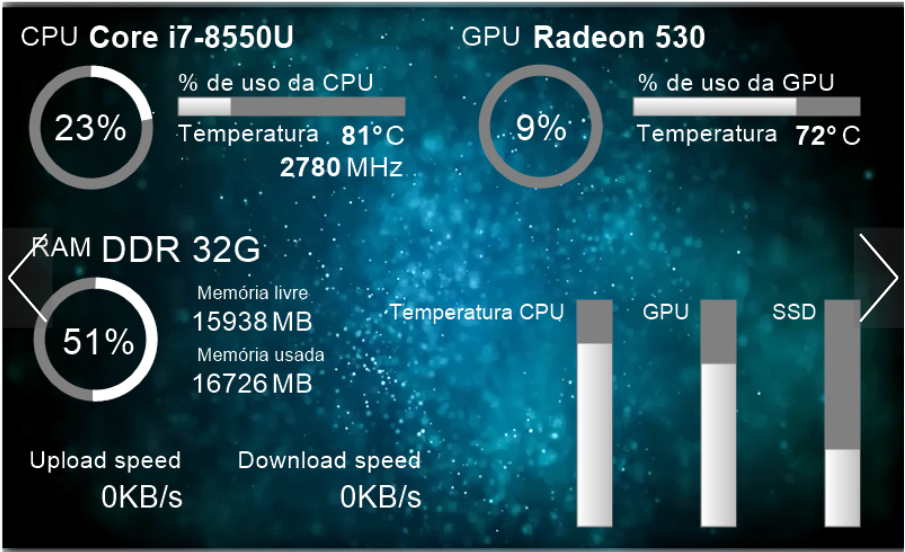 CPU Core i7-8550U
23%
% de uso da CPU
Temperatura 81°C
2780 MHz
GPU Radeon 530
9%
% de uso da GPU
Temperatura 72°C
RAM DDR 32G
51%
Memória livre
15938 MB
Memória usada
16726 MB
Temperatura CPU
GPU
SSD
Upload speed
0KB/s
Download speed
0KB/s